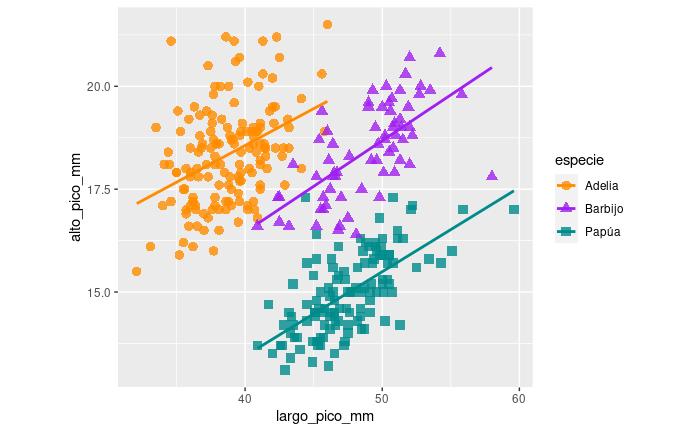 alto_pico_mm
20.0
17.5
15.0
40
50
60
largo_pico_mm
especie
Adelia
Barbijo
Papúa